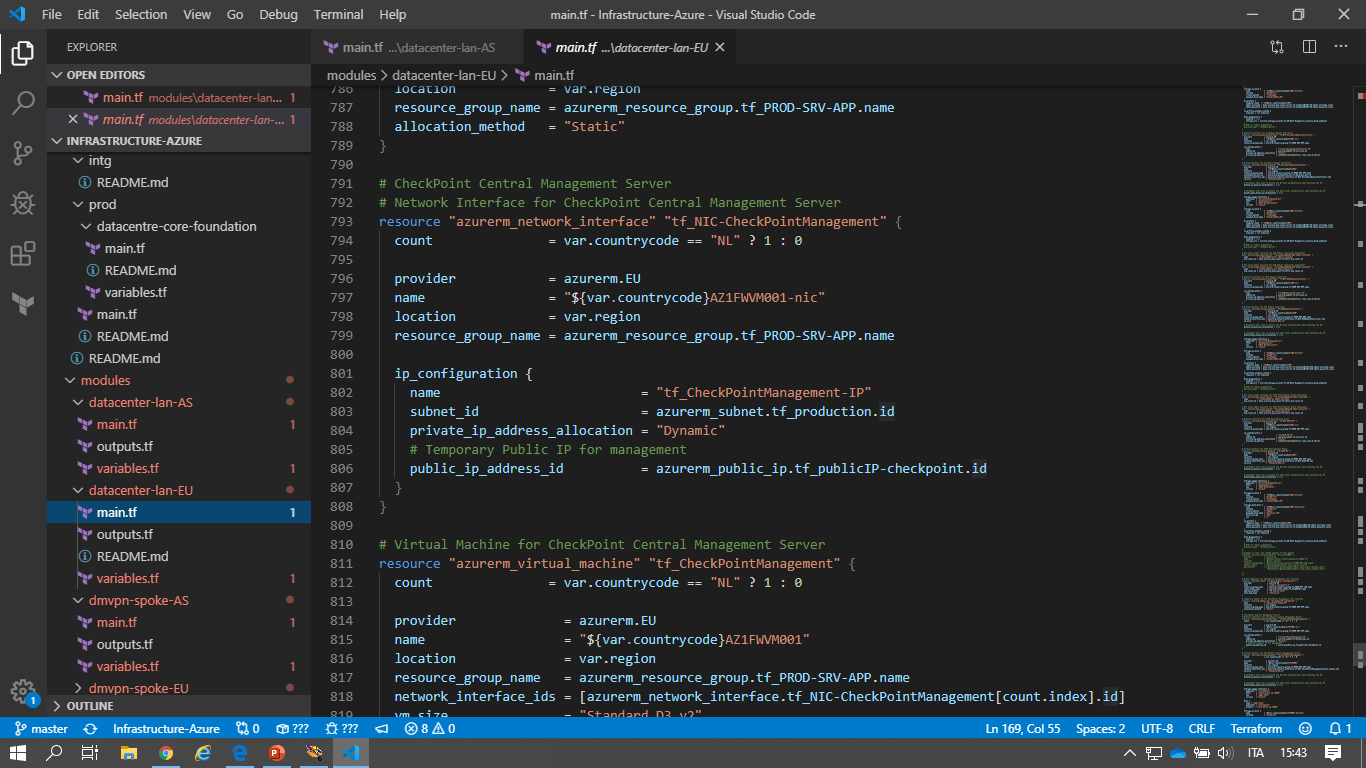 File Edit Selection View Go Debug Terminal Help
main.tf - Infrastructure-Azure - Visual Studio Code
EXPLORER
OPEN EDITORS
main.tf modules\datacenter-lan... 1
main.tf modules\datacenter-lan-... 1
INFRASTRUCTURE-AZURE
intg
README.md
prod
datacentre-core-foundation
main.tf
README.md
variables.tf
main.tf
README.md
README.md
modules
datacenter-lan-AS
main.tf 1
outputs.tf
variables.tf 1
datacenter-lan-EU
main.tf 1
outputs.tf
README.md
variables.tf 1
dmvpn-spoke-AS
main.tf 1
outputs.tf
variables.tf 1
dmvpn-spoke-EU
OUTLINE
main.tf ...\datacenter-lan-AS
main.tf ...\datacenter-lan-EU
modules > datacenter-lan-EU > main.tf
786 location = var.region
787 resource_group_name = azurerm_resource_group.tf_PROD-SRV-APP.name
788 allocation_method = "Static"
789 }
790
791 # CheckPoint Central Management Server
792 # Network Interface for CheckPoint Central Management Server
793 resource "azurerm_network_interface" "tf_NIC-CheckPointManagement" {
794 count = var.countrycode == "NL" ? 1 : 0
795
796 provider = azurerm.EU
797 name = "${var.countrycode}AZ1FWVM001-nic"
798 location = var.region
799 resource_group_name = azurerm_resource_group.tf_PROD-SRV-APP.name
800
801 ip_configuration {
802 name = "tf_CheckPointManagement-IP"
803 subnet_id = azurerm_subnet.tf_production.id
804 private_ip_address_allocation = "Dynamic"
805 # Temporary Public IP for management
806 public_ip_address_id = azurerm_public_ip.tf_publicIP-checkpoint.id
807 }
808 }
809
810 # Virtual Machine for CheckPoint Central Management Server
811 resource "azurerm_virtual_machine" "tf_CheckPointManagement" {
812 count = var.countrycode == "NL" ? 1 : 0
813
814 provider = azurerm.EU
815 name = "${var.countrycode}AZ1FWVM001"
816 location = var.region
817 resource_group_name = azurerm_resource_group.tf_PROD-SRV-APP.name
818 network_interface_ids = [azurerm_network_interface.tf_NIC-CheckPointManagement[count.index].id]
819 vm_size = "Standard_D3_v2"
1
master Infrastructure-Azure 0 ??? ??? 8 0
Ln 169, Col 55 Spaces: 2 UTF-8 CRLF Terraform 1
ITA 15:43